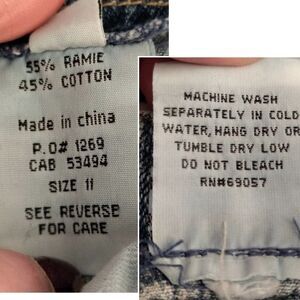 55% RAMIE
45% COTTON
Made in china
P.O# 1269
CAB 53494
SIZE 11
SEE REVERSE
FOR CARE
MACHINE WASH
SEPARATELY IN COLD
WATER, HANG DRY OR
TUMBLE DRY LOW
DO NOT BLEACH
RN#69057